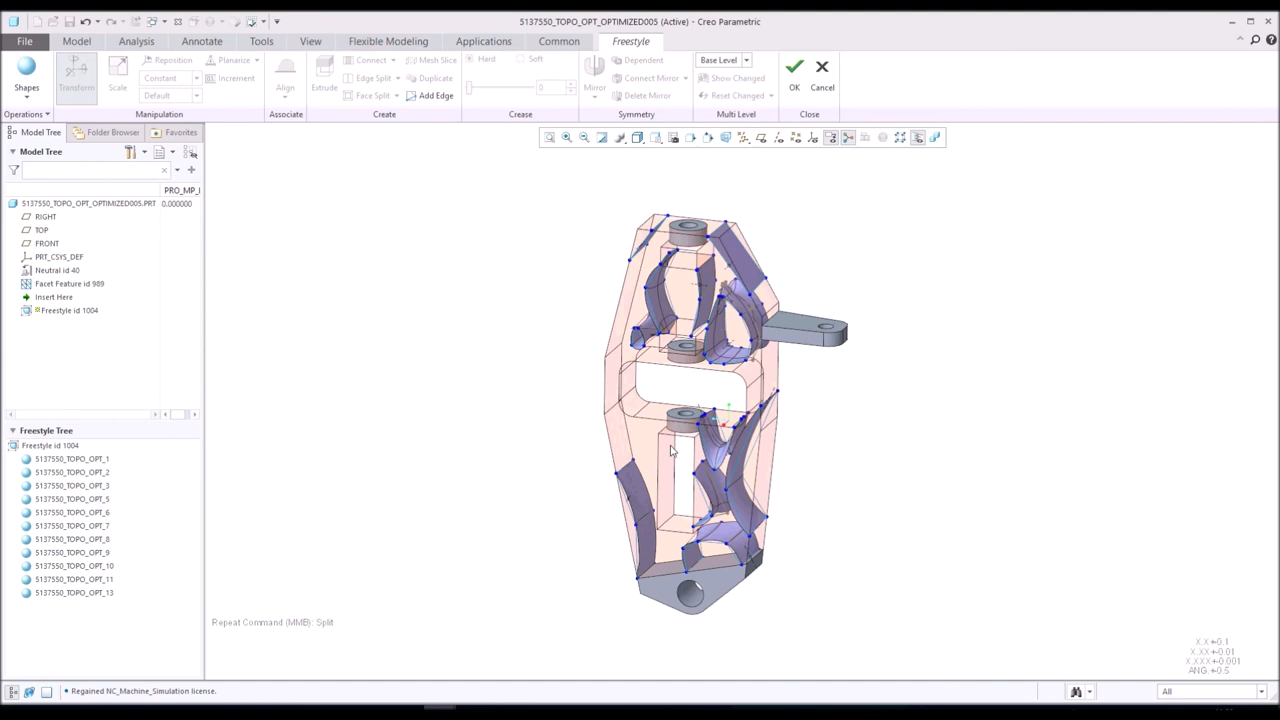 5137550_TOPO_OPT_OPTIMIZED005 (Active) - Creo Parametric
File Model Analysis Annotate Tools View Flexible Modeling Applications Common Freestyle
Shapes Transform Scale Reposition Planarize Align Extrude Connect Mesh Slice Hard Soft Mirror Dependent Base Level OK Cancel
Constant Increment Edge Split Duplicate 0 Connect Mirror Show Changed
Default Face Split Add Edge Delete Mirror Reset Changed
Operations Manipulation Associate Create Crease Symmetry Multi Level Close
Model Tree Folder Browser Favorites
Model Tree
PRO_MP_
5137550_TOPO_OPT_OPTIMIZED005.PRT 0.000000
RIGHT
TOP
FRONT
PRT_CSYS_DEF
Neutral id 40
Facet Feature id 989
Insert Here
Freestyle id 1004
Freestyle Tree
Freestyle id 1004
5137550_TOPO_OPT_1
5137550_TOPO_OPT_2
5137550_TOPO_OPT_3
5137550_TOPO_OPT_5
5137550_TOPO_OPT_6
5137550_TOPO_OPT_7
5137550_TOPO_OPT_8
5137550_TOPO_OPT_9
5137550_TOPO_OPT_10
5137550_TOPO_OPT_11
5137550_TOPO_OPT_13
Repeat Command (MMB): Split
X.X +-0.1
X.XX +-0.01
X.XXX +-0.001
ANG. +-0.5
• Regained NC_Machine_Simulation license.
All